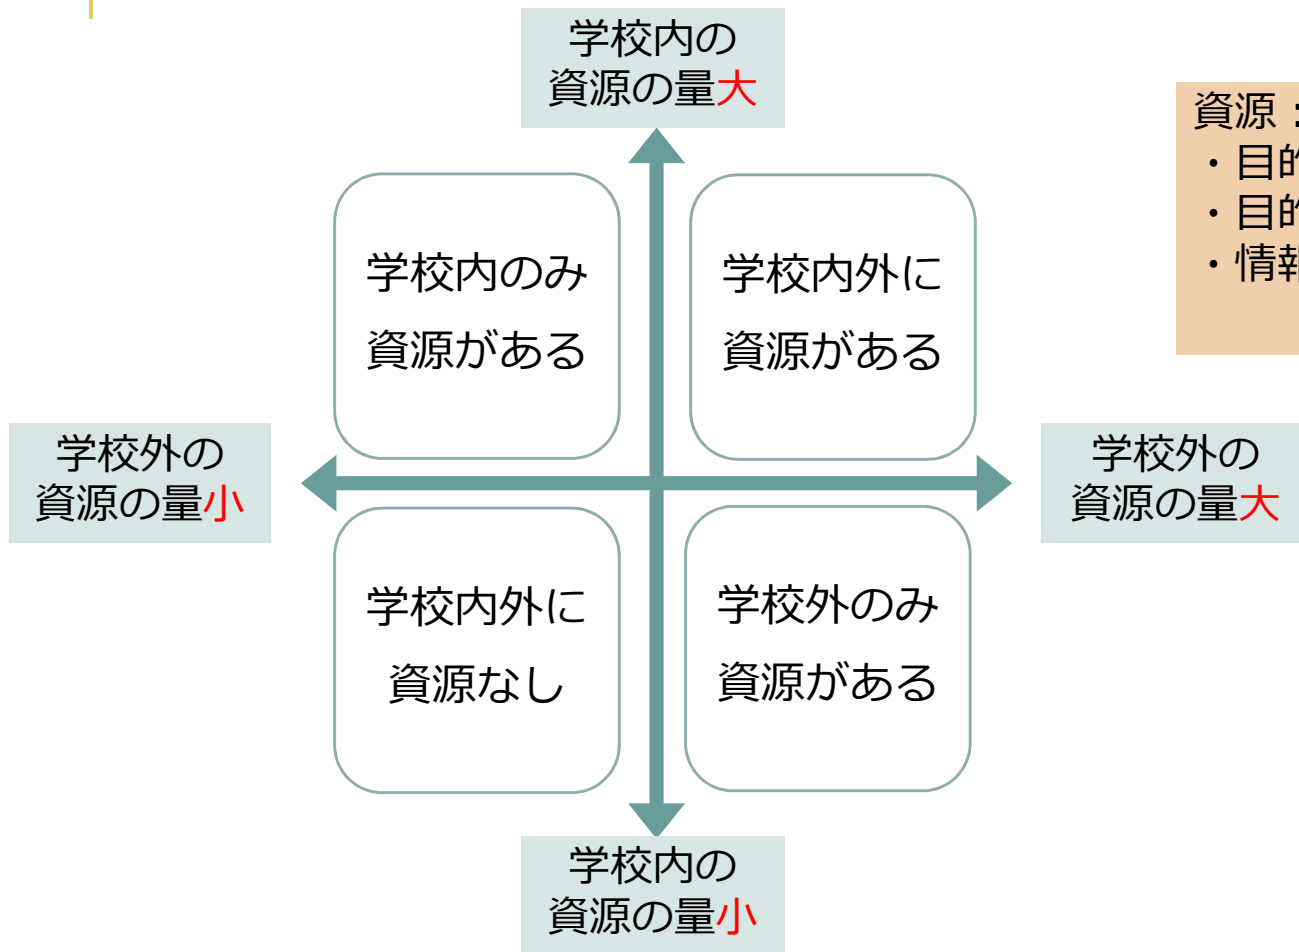 学校内の
資源の量大
資源：
・目的
・目的
・情報
学校内のみ
資源がある
学校内外に
資源がある
学校外の
資源の量小
学校外の
資源の量大
学校内外に
資源なし
学校外のみ
資源がある
学校内の
資源の量小